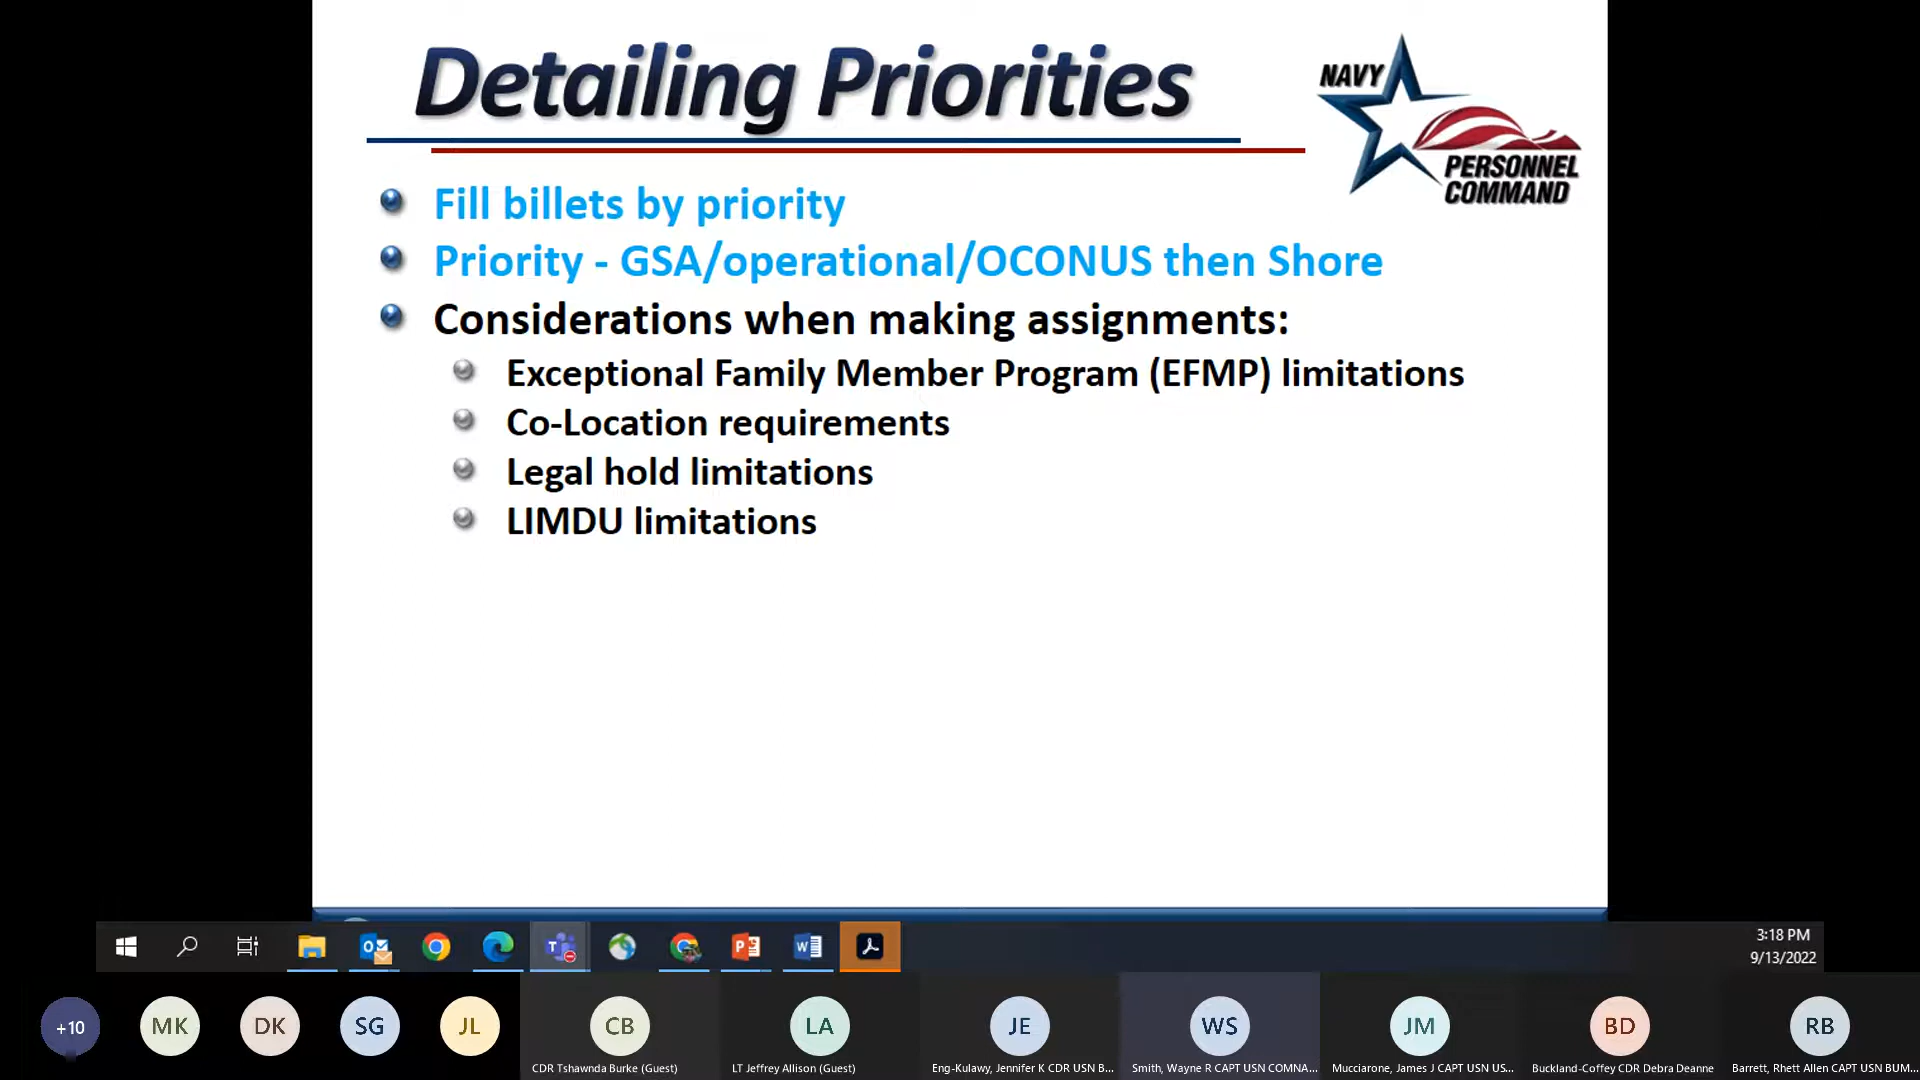 Detailing Priorities
NAVY
PERSONNEL
COMMAND
Fill billets by priority
Priority - GSA/operational/OCONUS then Shore
Considerations when making assignments:
Exceptional Family Member Program (EFMP) limitations
Co-Location requirements
Legal hold limitations
LIMDU limitations
3:18 PM
9/13/2022
+10
MK
DK
SG
JL
CB
LA
JE
WS
JM
BD
RB
CDR Tshawnda Burke (Guest)
LT Jeffrey Allison (Guest)
Eng-Kulawy, Jennifer K CDR USN B...
Smith, Wayne R CAPT USN COMNA...
Mucciarone, James J CAPT USN US...
Buckland-Coffey CDR Debra Deanne
Barrett, Rhett Allen CAPT USN BUM...